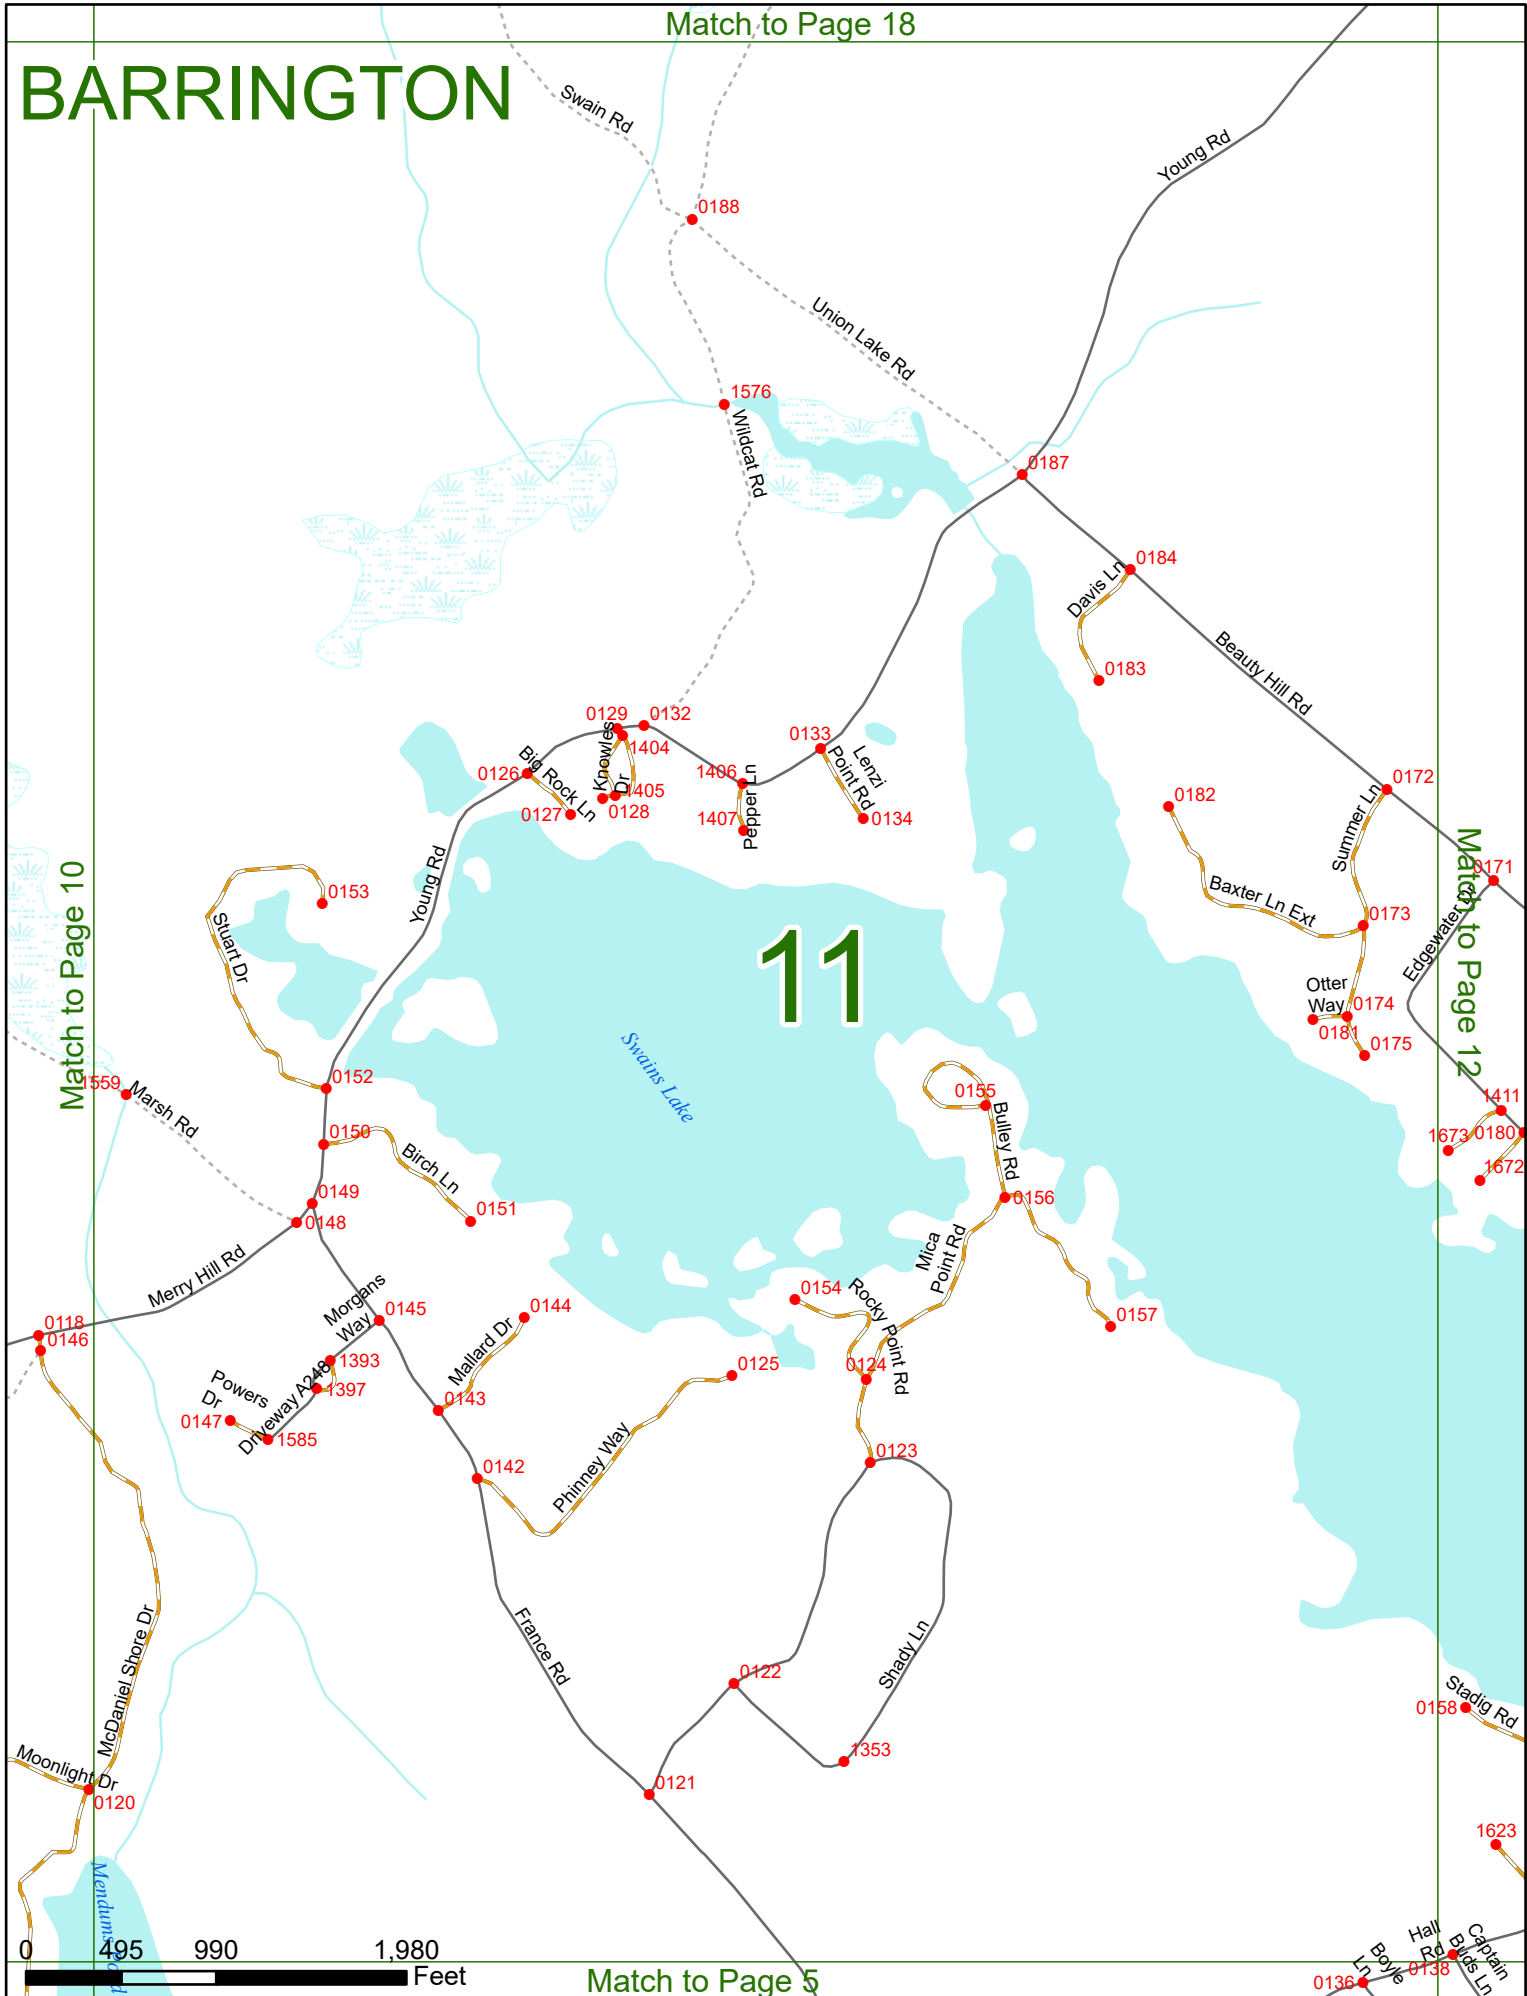 Match to Page 18
BARRINGTON
Swain Rd
Young Rd
0188
Union Lake Rd
1576
Wildcat Rd
0187
0184
Davis Ln
0183
Beauty Hill Rd
0129
0132
1404
0133
Lenzi
Point Rd
Knowles
Dr
Big Rock Ln
0126
1405
0128
0127
1406
Pepper Ln
1407
0134
0172
0182
Summer Ln
Match to Page 12
0171
Young Rd
Match to Page 10
0153
Stuart Dr
Baxter Ln Ext
0173
Edgewater
11
Otter
Way
0174
0181
0175
Swains Lake
1559
Marsh Rd
0152
0155
Bulley Rd
1411
0150
Birch Ln
1673
0180
1672
0149
0148
0151
0156
Mica
Point Rd
Merry Hill Rd
Morgans
Way
0145
0144
0154
Rocky Point Rd
0157
0118
0146
Mallard Dr
1393
0125
0124
Powers
Dr
Driveway A248
1397
0143
0147
1585
Phinney Way
0123
0142
McDaniel Shore Dr
France Rd
Shady Ln
0122
Stadig Rd
0158
Moonlight Dr
1353
0120
0121
1623
Mendums Pond
0
495
990
1,980
Feet
Match to Page 5
Hall
Rd
Captain
Buds Ln
Boyle
Ln
0138
0136